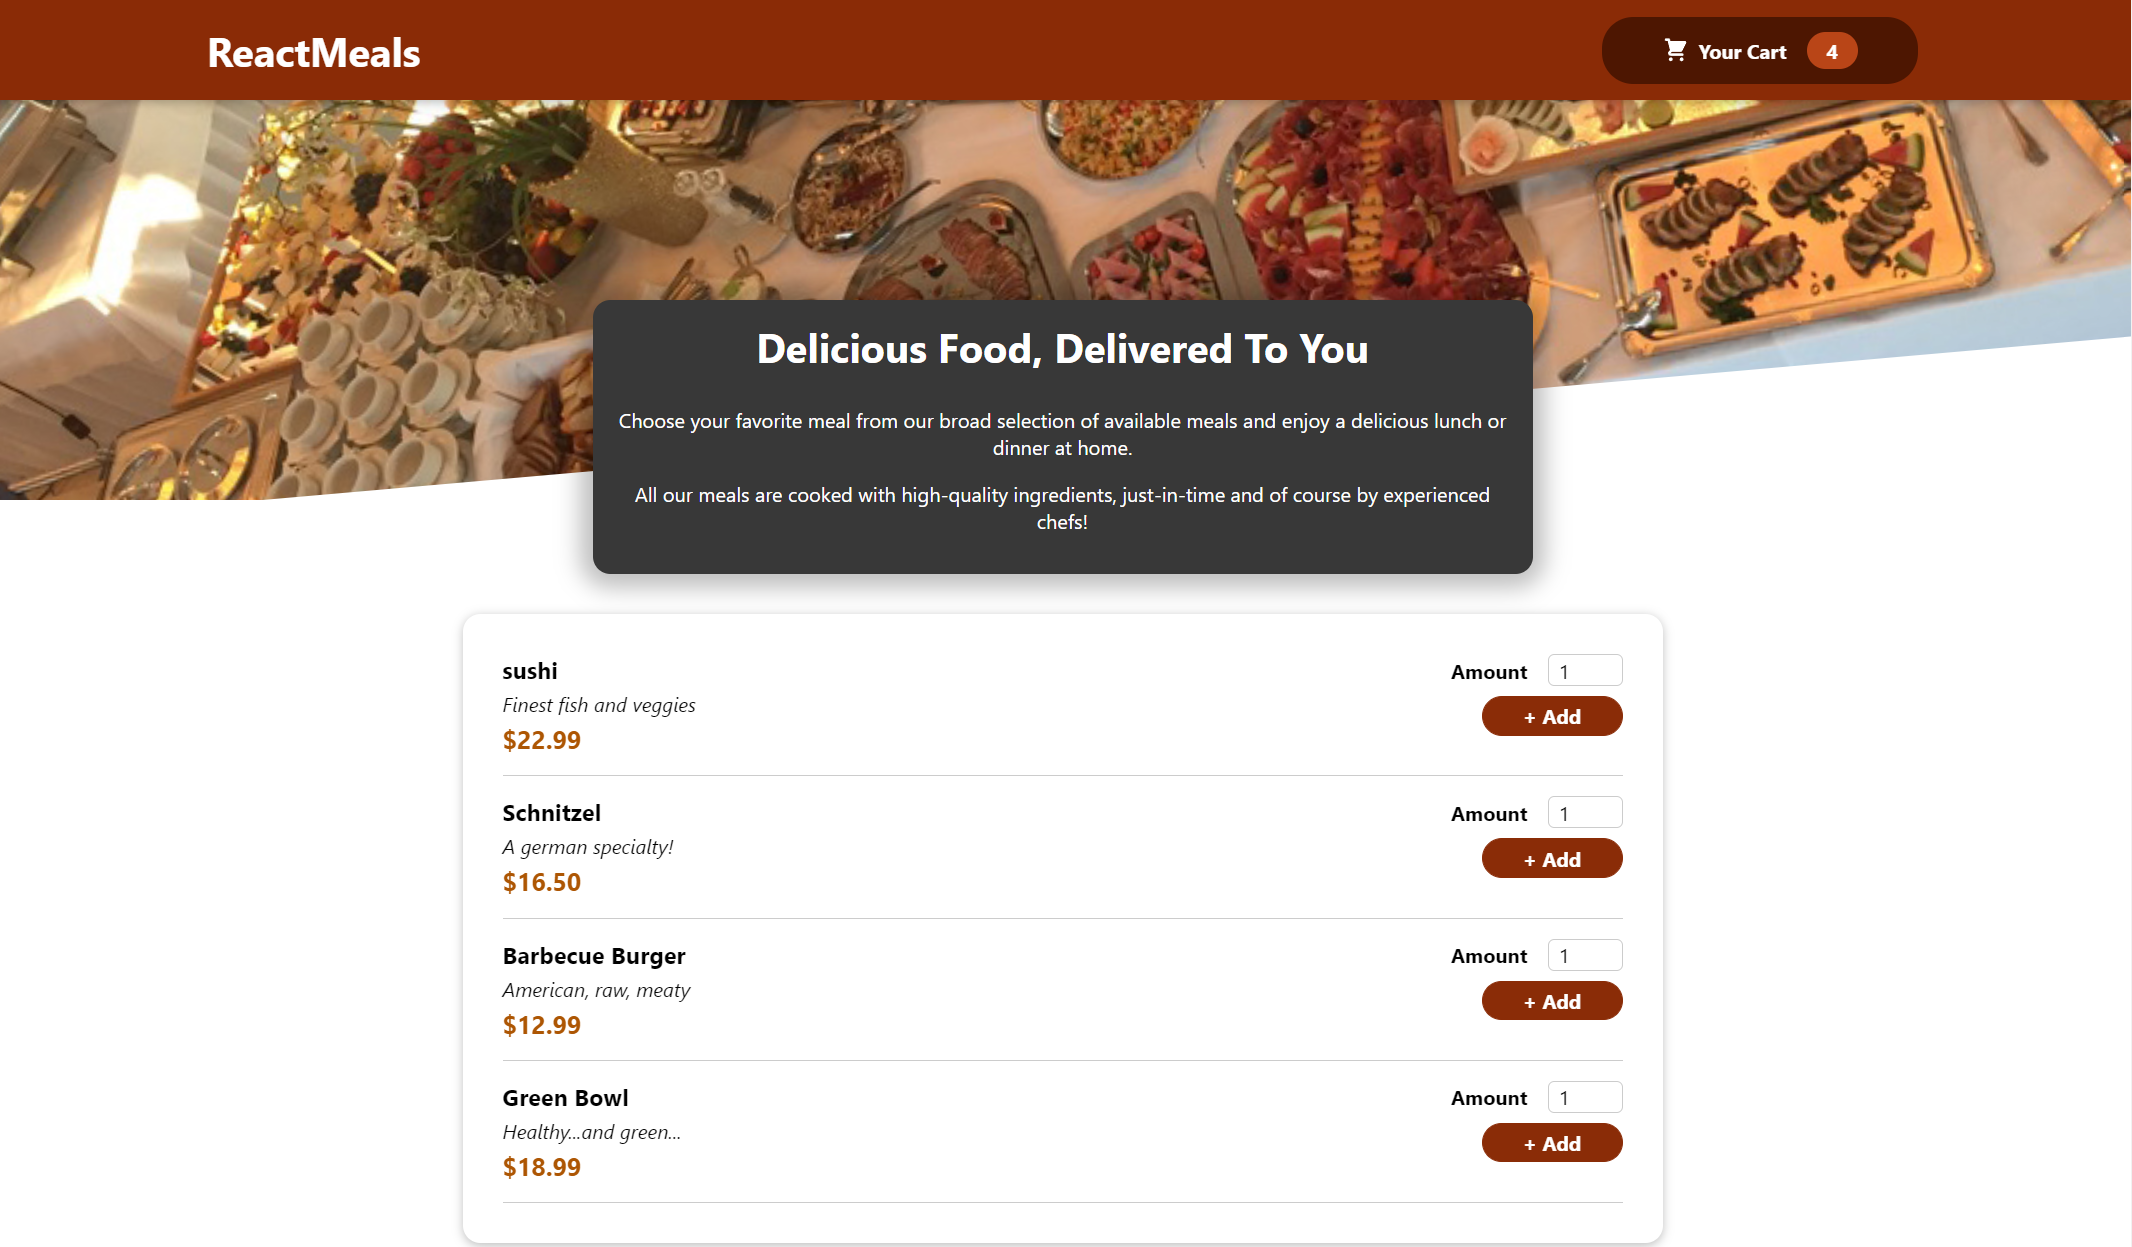 ReactMeals
Your Cart 4
Delicious Food, Delivered To You
Choose your favorite meal from our broad selection of available meals and enjoy a delicious lunch or
dinner at home.
All our meals are cooked with high-quality ingredients, just-in-time and of course by experienced
chefs!
sushi
Finest fish and veggies
$22.99
Amount 1
+ Add
Schnitzel
A german specialty!
$16.50
Amount 1
+ Add
Barbecue Burger
American, raw, meaty
$12.99
Amount 1
+ Add
Green Bowl
Healthy...and green...
$18.99
Amount 1
+ Add